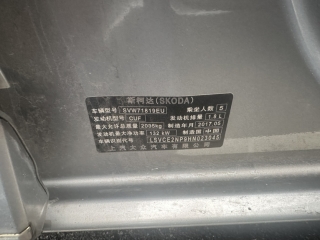 斯柯达(SKODA)
车辆型号 SVW71819EU 乘坐人数 5
发动机型号 CUF 发动机排量 1.8 L
最大允许总质量 2095kg 制造年月 2017.05
发动机最大净功率 132 kW 制造国 中国
车辆识别代号
上汽大众汽车有限公司